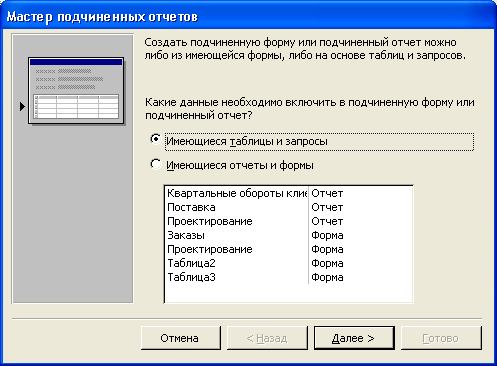 Мастер подчиненных отчетов
Создать подчиненную форму или подчиненный отчет можно
либо из имеющейся формы, либо на основе таблиц и запросов.
Какие данные необходимо включить в подчиненную форму или
подчиненный отчет?
Имеющиеся таблицы и запросы
Имеющиеся отчеты и формы
Квартальные обороты клие Отчет
Поставка Отчет
Проектирование Отчет
Заказы Форма
Проектирование Форма
Таблица2 Форма
Таблица3 Форма
Отмена < Назад Далее > Готово